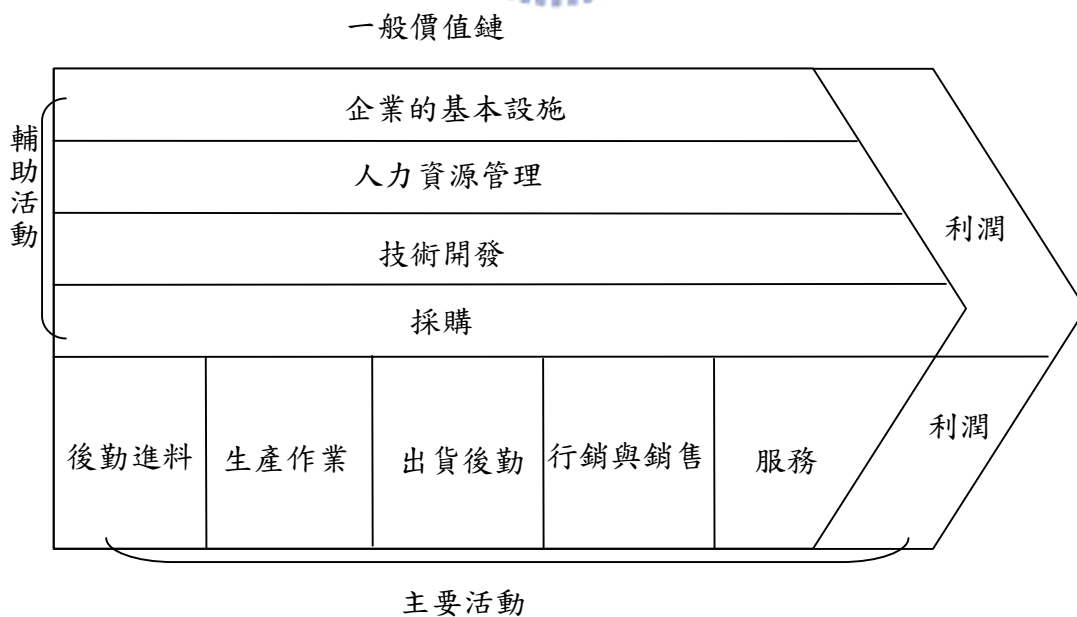 一般價值鏈
輔助活動
企業的基本設施
人力資源管理
技術開發
採購
利潤
後勤進料
生產作業
出貨後勤
行銷與銷售
服務
利潤
主要活動